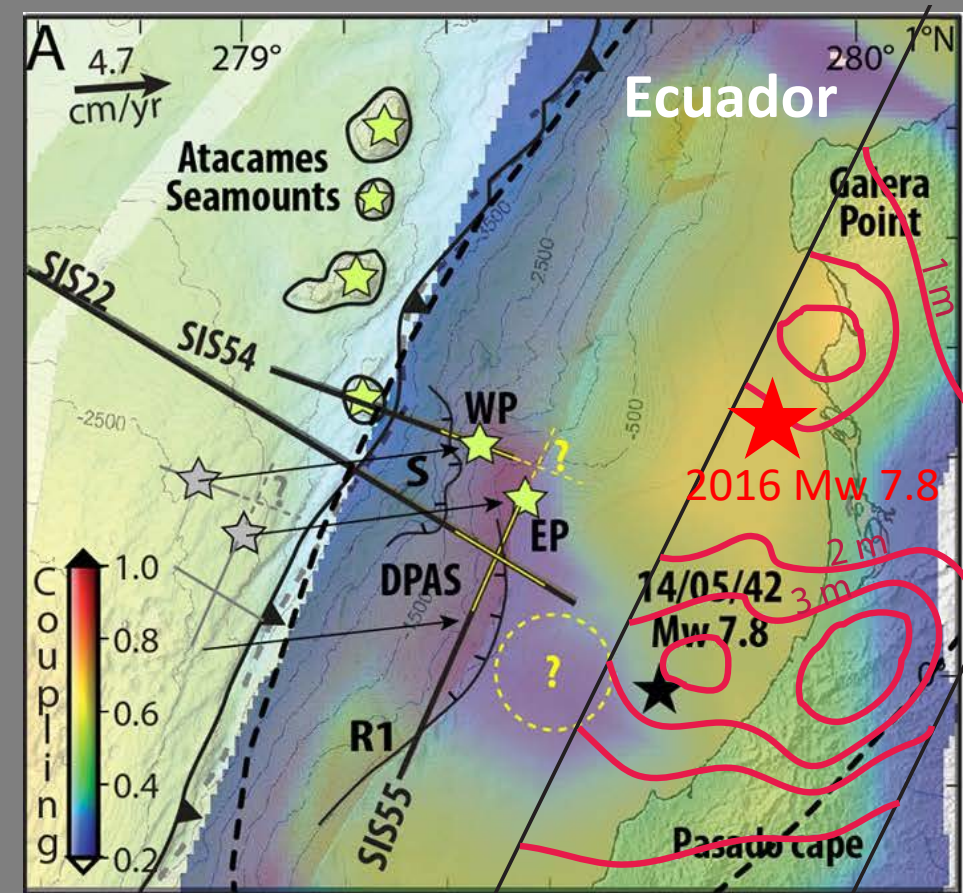 A
4.7
cm/yr
279°
280°
1°N
Ecuador
Atacames
Seamounts
Galera
Point
3500
2500
1 m
SIS22
SIS54
-2500
-500
WP
?
S
?
2016 Mw 7.8
EP
2 m
DPAS
14/05/42
Mw 7.8
3 m
?
0°
R1
SIS55
Pasado cape
Coupling
1.0
0.8
0.6
0.4
0.2